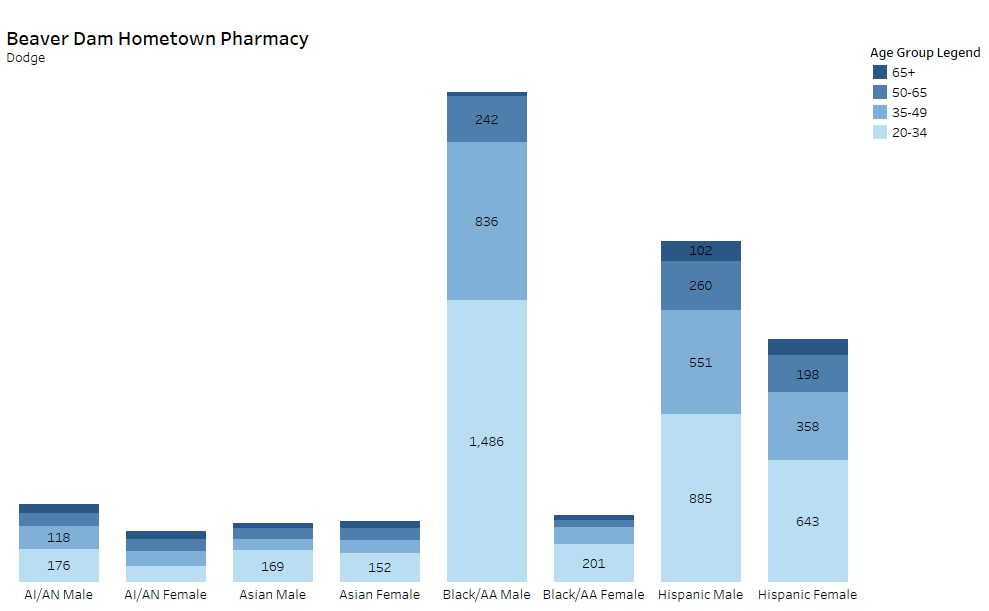 Beaver Dam Hometown Pharmacy
Dodge
Age Group Legend
65+
50-65
35-49
20-34
242
836
1,486
102
260
551
885
198
358
643
118
176
169
152
201
AI/AN Male
AI/AN Female
Asian Male
Asian Female
Black/AA Male
Black/AA Female
Hispanic Male
Hispanic Female